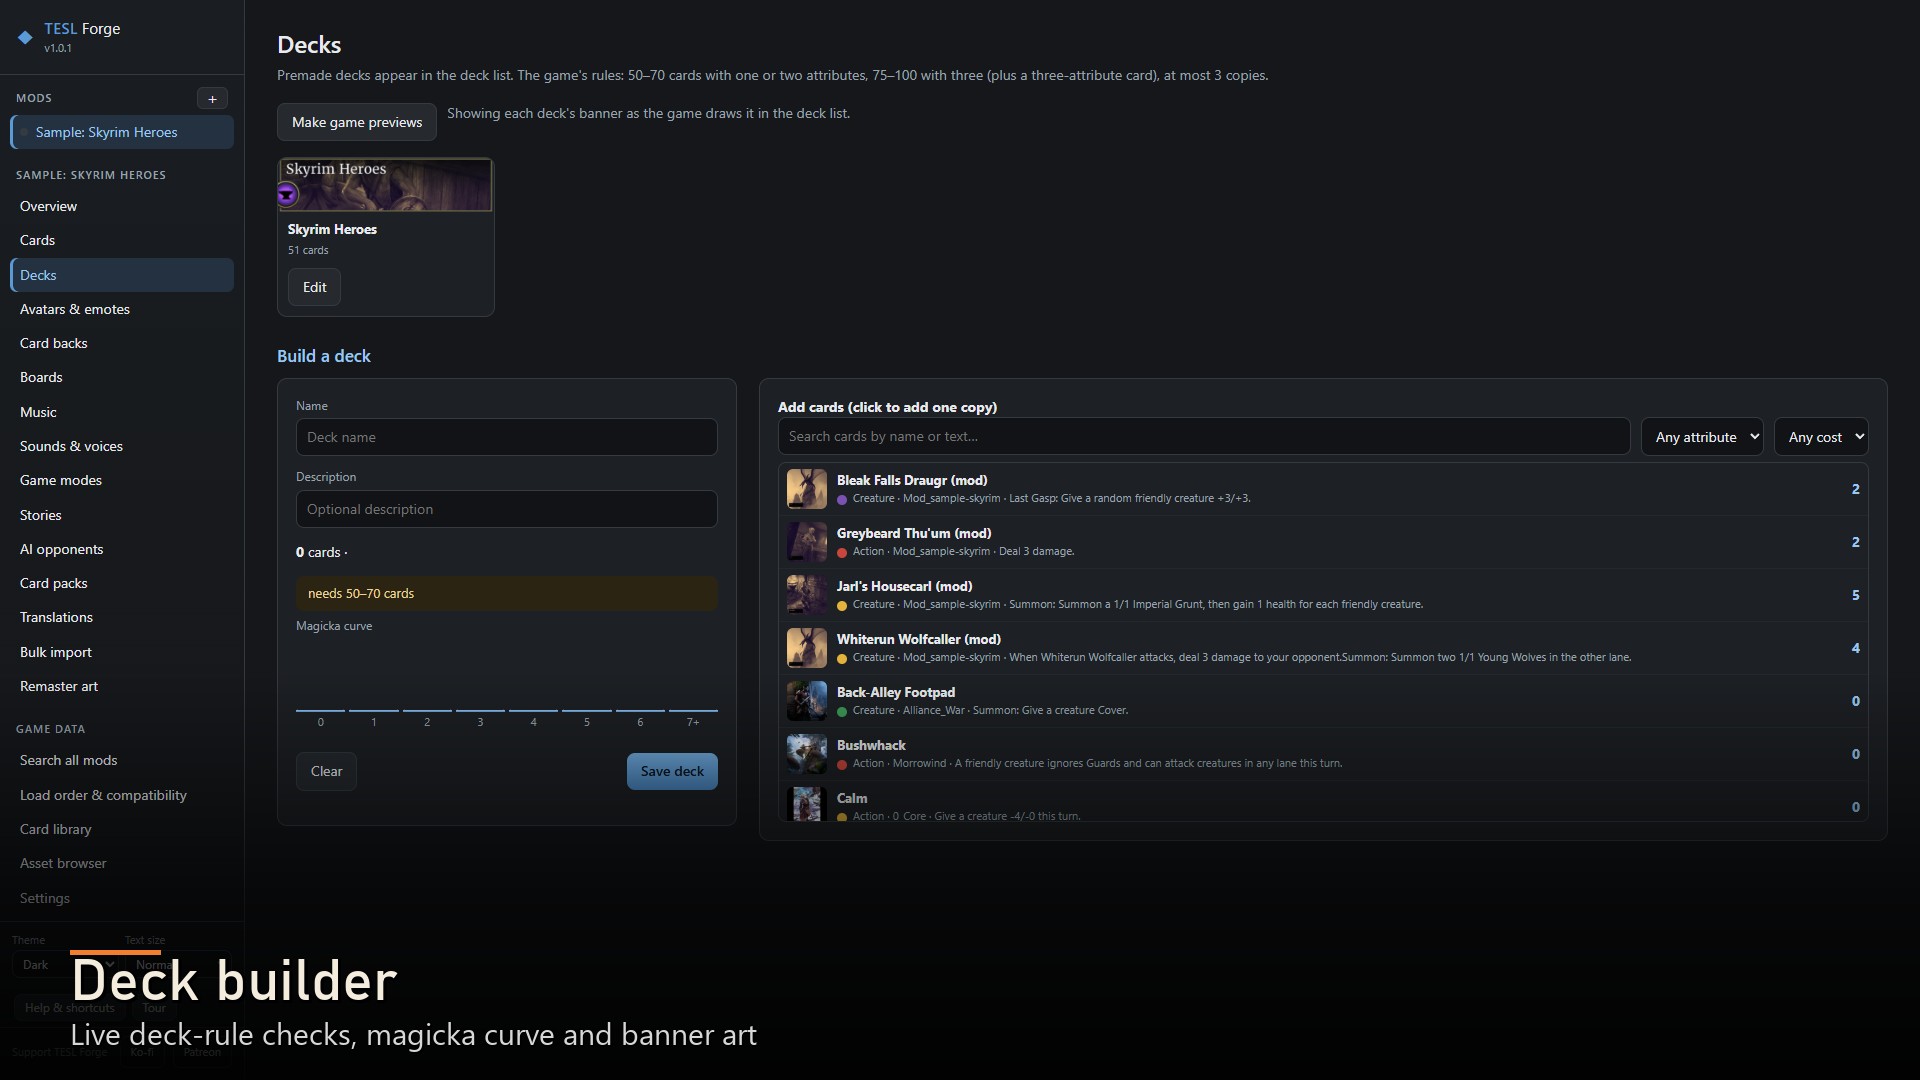 TESL Forge
v1.0.1
MODS
+
Sample: Skyrim Heroes
SAMPLE: SKYRIM HEROES
Overview
Cards
Decks
Avatars & emotes
Card backs
Boards
Music
Sounds & voices
Game modes
Stories
AI opponents
Card packs
Translations
Bulk import
Remaster art
GAME DATA
Search all mods
Load order & compatibility
Card library
Asset browser
Settings
Theme
Text size
Dark
Norma
Help & shortcuts
Tour
Support TESL Forge
Ko-fi
Patreon
Decks
Premade decks appear in the deck list. The game's rules: 50–70 cards with one or two attributes, 75–100 with three (plus a three-attribute card), at most 3 copies.
Make game previews
Showing each deck's banner as the game draws it in the deck list.
Skyrim Heroes
Skyrim Heroes
51 cards
Edit
Build a deck
Name
Deck name
Description
Optional description
0 cards ·
needs 50–70 cards
Magicka curve
0 1 2 3 4 5 6 7+
Clear
Save deck
Add cards (click to add one copy)
Search cards by name or text...
Any attribute
Any cost
Bleak Falls Draugr (mod)
Creature · Mod_sample-skyrim · Last Gasp: Give a random friendly creature +3/+3.
2
Greybeard Thu'um (mod)
Action · Mod_sample-skyrim · Deal 3 damage.
2
Jarl's Housecarl (mod)
Creature · Mod_sample-skyrim · Summon: Summon a 1/1 Imperial Grunt, then gain 1 health for each friendly creature.
5
Whiterun Wolfcaller (mod)
Creature · Mod_sample-skyrim · When Whiterun Wolfcaller attacks, deal 3 damage to your opponent.Summon: Summon two 1/1 Young Wolves in the other lane.
4
Back-Alley Footpad
Creature · Alliance_War · Summon: Give a creature Cover.
0
Bushwhack
Action · Morrowind · A friendly creature ignores Guards and can attack creatures in any lane this turn.
0
Calm
Action · 0 Core · Give a creature -4/-0 this turn.
0
Deck builder
Live deck-rule checks, magicka curve and banner art